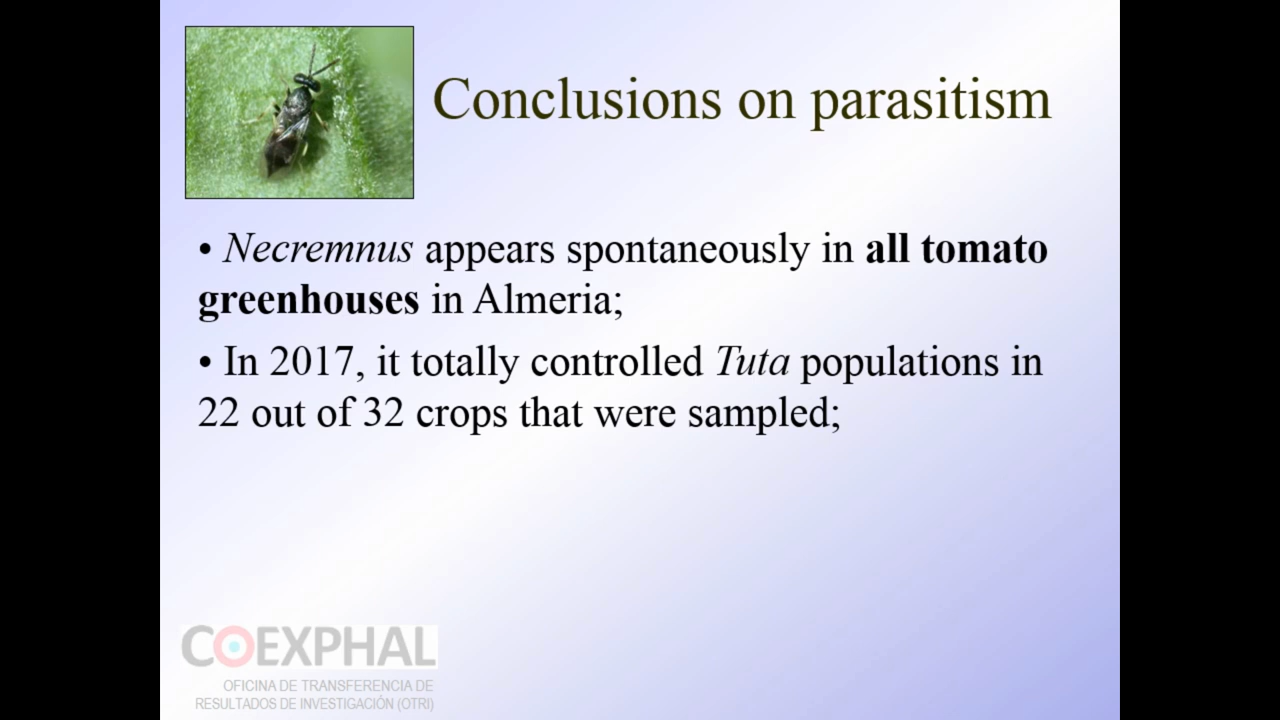 Conclusions on parasitism
• Necremnus appears spontaneously in all tomato
greenhouses in Almeria;
• In 2017, it totally controlled Tuta populations in
22 out of 32 crops that were sampled;
COEXPHAL
OFICINA DE TRANSFERENCIA DE
RESULTADOS DE INVESTIGACIÓN (OTRI)